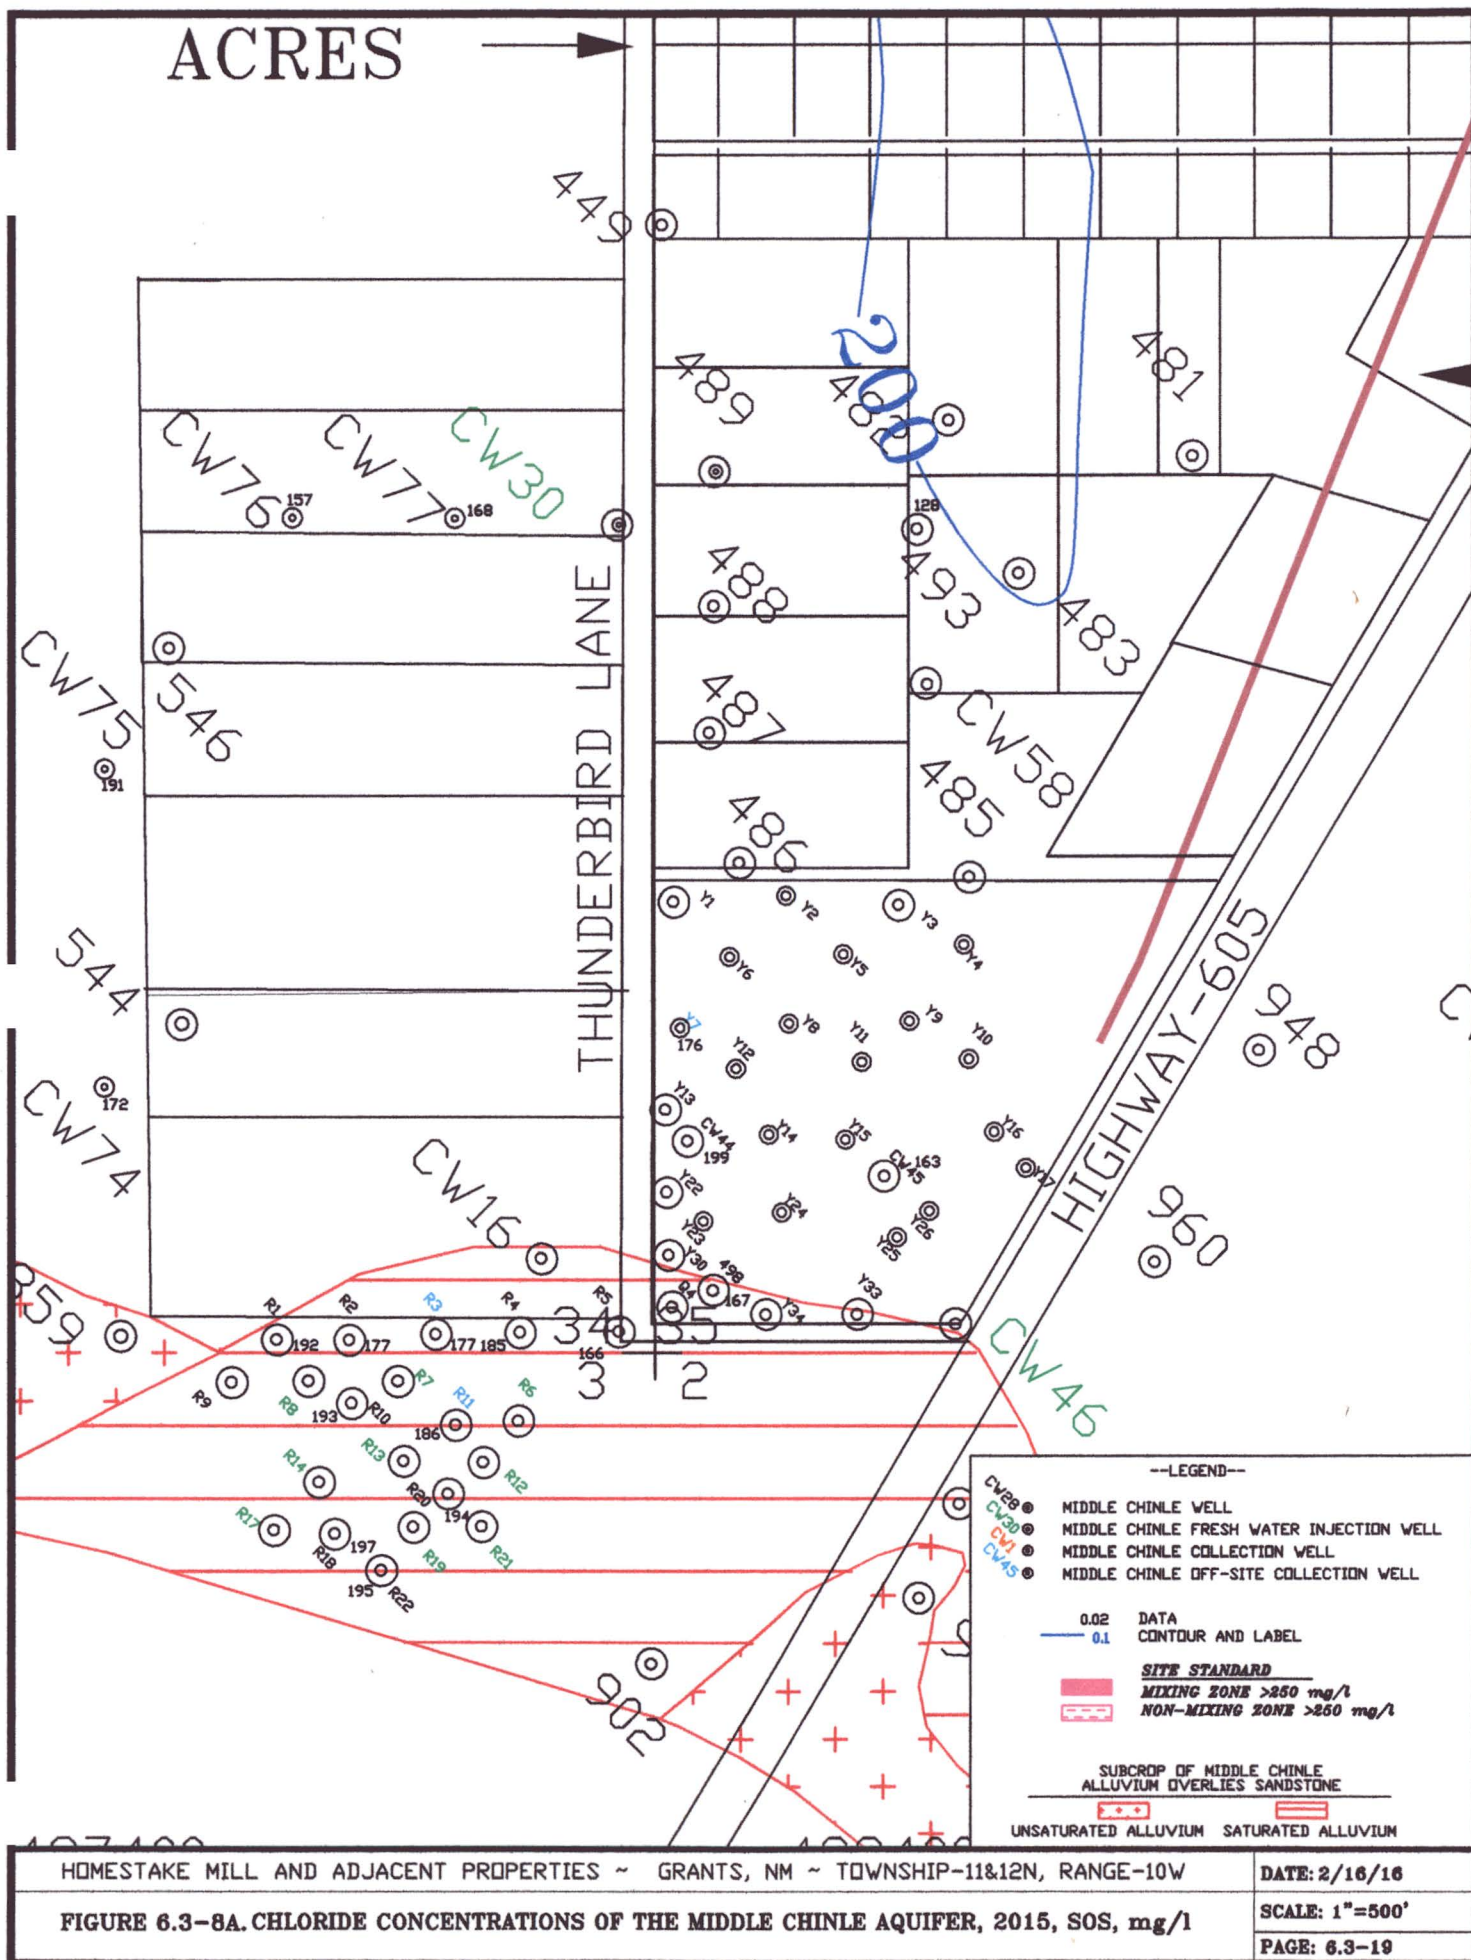 ACRES
449
489
482
200
481
CW76
157
CW77
168
CW30
128
493
488
483
THUNDERBIRD LANE
CW75
191
546
487
CW58
485
486
Y1
Y2
Y3
Y4
Y6
Y5
544
Y7
176
Y8
Y9
Y10
Y11
Y12
HIGHWAY-605
948
172
CW74
Y13
CW44
199
Y14
Y15
Y16
Y17
CW45
163
CW16
Y22
Y23
Y24
Y25
Y26
960
Y30
498
167
Q4
Y33
Y34
859
R1
192
R2
177
R3
177
R4
185
R5
166
34
35
3
2
CW46
R9
R8
193
R10
R7
R11
186
R6
R14
R13
R12
R20
194
R17
R18
197
R19
R21
195
R22
902
--LEGEND--
CW28 MIDDLE CHINLE WELL
CW30 MIDDLE CHINLE FRESH WATER INJECTION WELL
CW1 MIDDLE CHINLE COLLECTION WELL
CW45 MIDDLE CHINLE OFF-SITE COLLECTION WELL
0.02 DATA
0.1 CONTOUR AND LABEL
SITE STANDARD
MIXING ZONE >250 mg/l
NON-MIXING ZONE >250 mg/l
SUBCROP OF MIDDLE CHINLE
ALLUVIUM OVERLIES SANDSTONE
UNSATURATED ALLUVIUM SATURATED ALLUVIUM
HOMESTAKE MILL AND ADJACENT PROPERTIES ~ GRANTS, NM ~ TOWNSHIP-11&12N, RANGE-10W
DATE: 2/16/16
FIGURE 6.3-8A. CHLORIDE CONCENTRATIONS OF THE MIDDLE CHINLE AQUIFER, 2015, SOS, mg/l
SCALE: 1"=500'
PAGE: 6.3-19